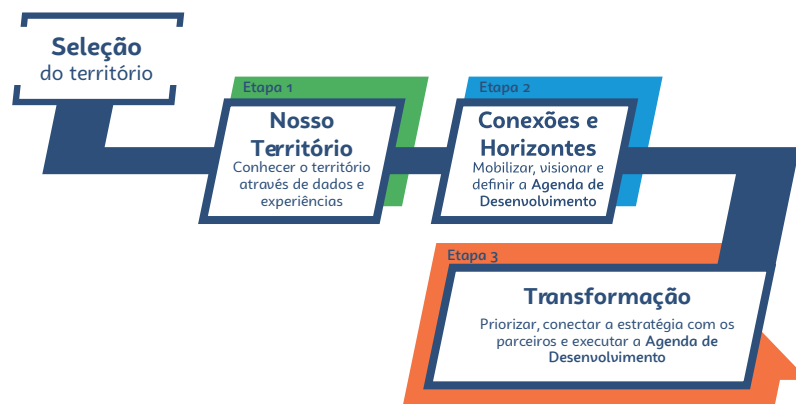 Seleção
do território
Etapa 1
Nosso
Território
Conhecer o território
através de dados e
experiências
Etapa 2
Conexões e
Horizontes
Mobilizar, visionar e
definir a Agenda de
Desenvolvimento
Etapa 3
Transformação
Priorizar, conectar a estratégia com os
parceiros e executar a Agenda de
Desenvolvimento